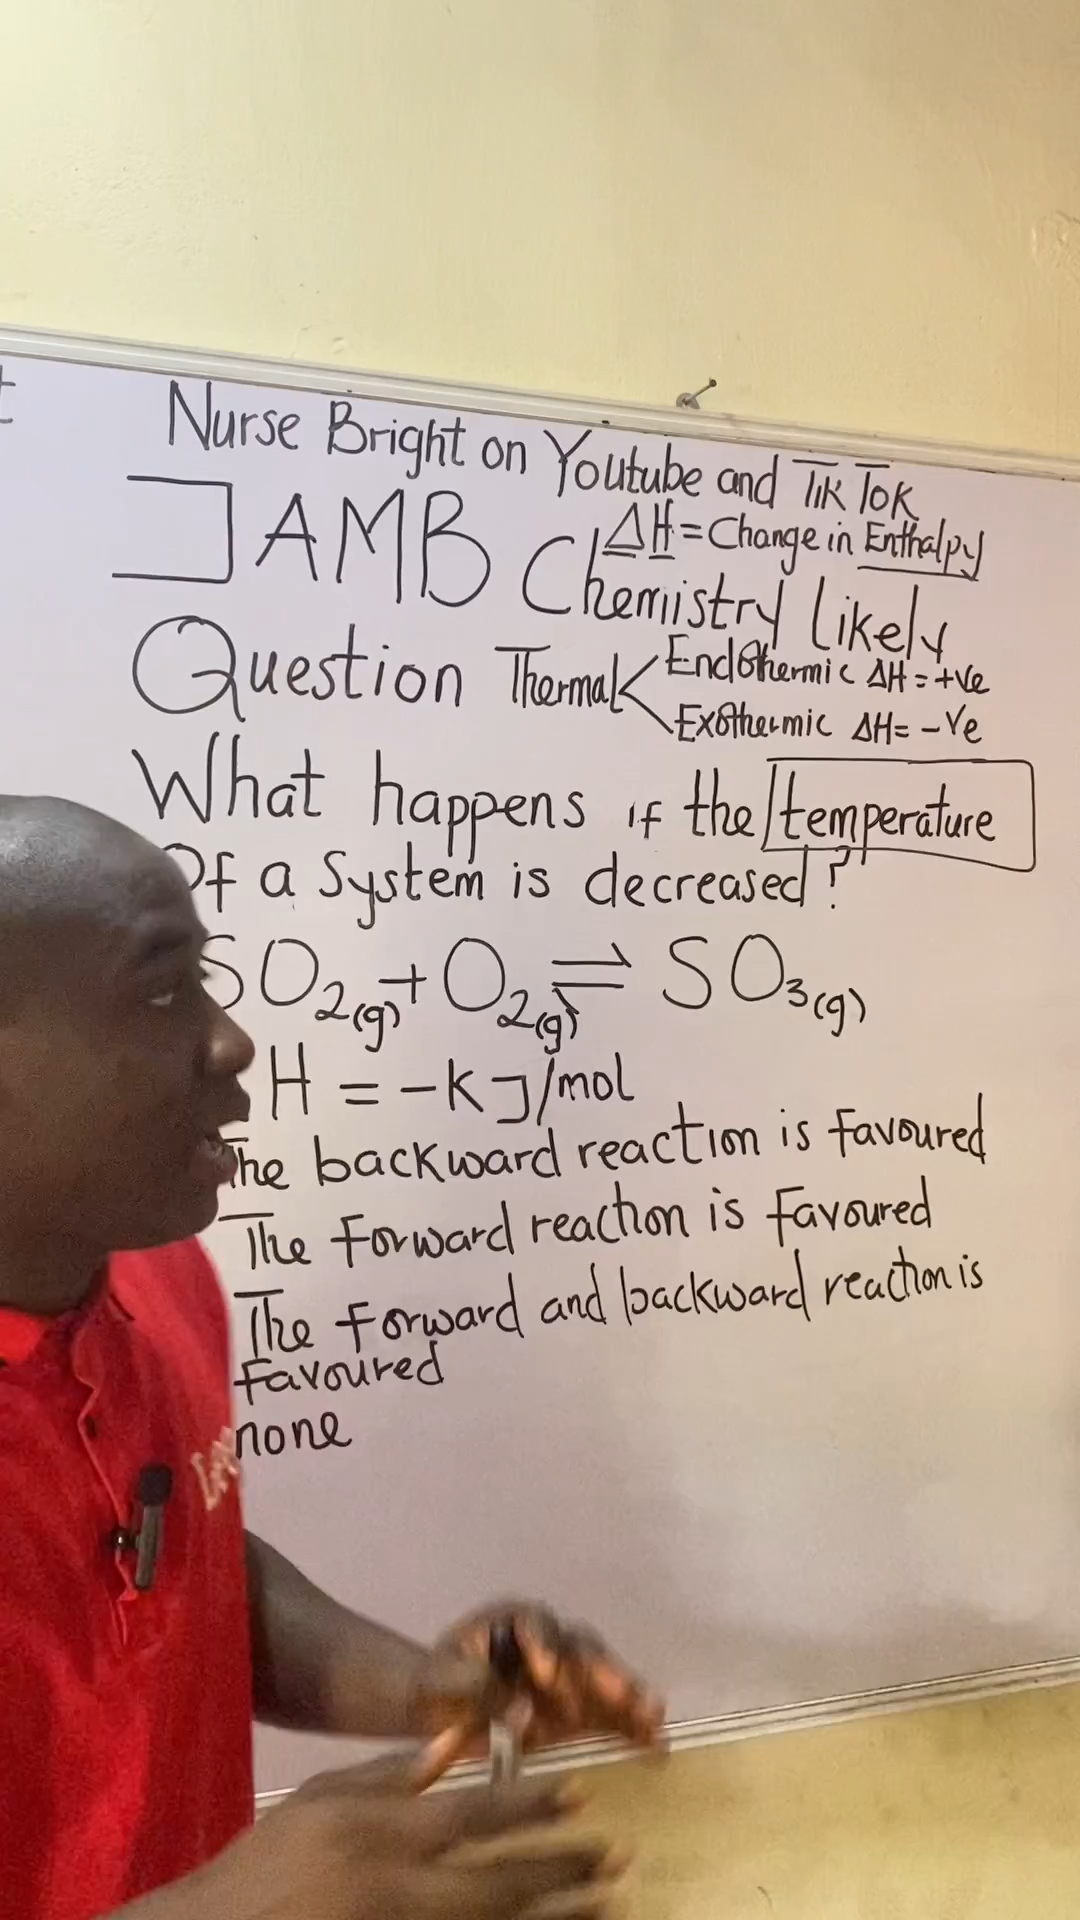 Nurse Bright on Youtube and TikTok
JAMB Chemistry Likely
ΔH = Change in Enthalpy
Question Thermal
Endothermic ΔH = +Ve
Exothermic ΔH = -Ve
What happens if the temperature
Of a System is decreased?
SO2(g) + O2(g) ⇌ SO3(g)
H = -KJ/mol
The backward reaction is favoured
The forward reaction is favoured
The forward and backward reaction is
favoured
none